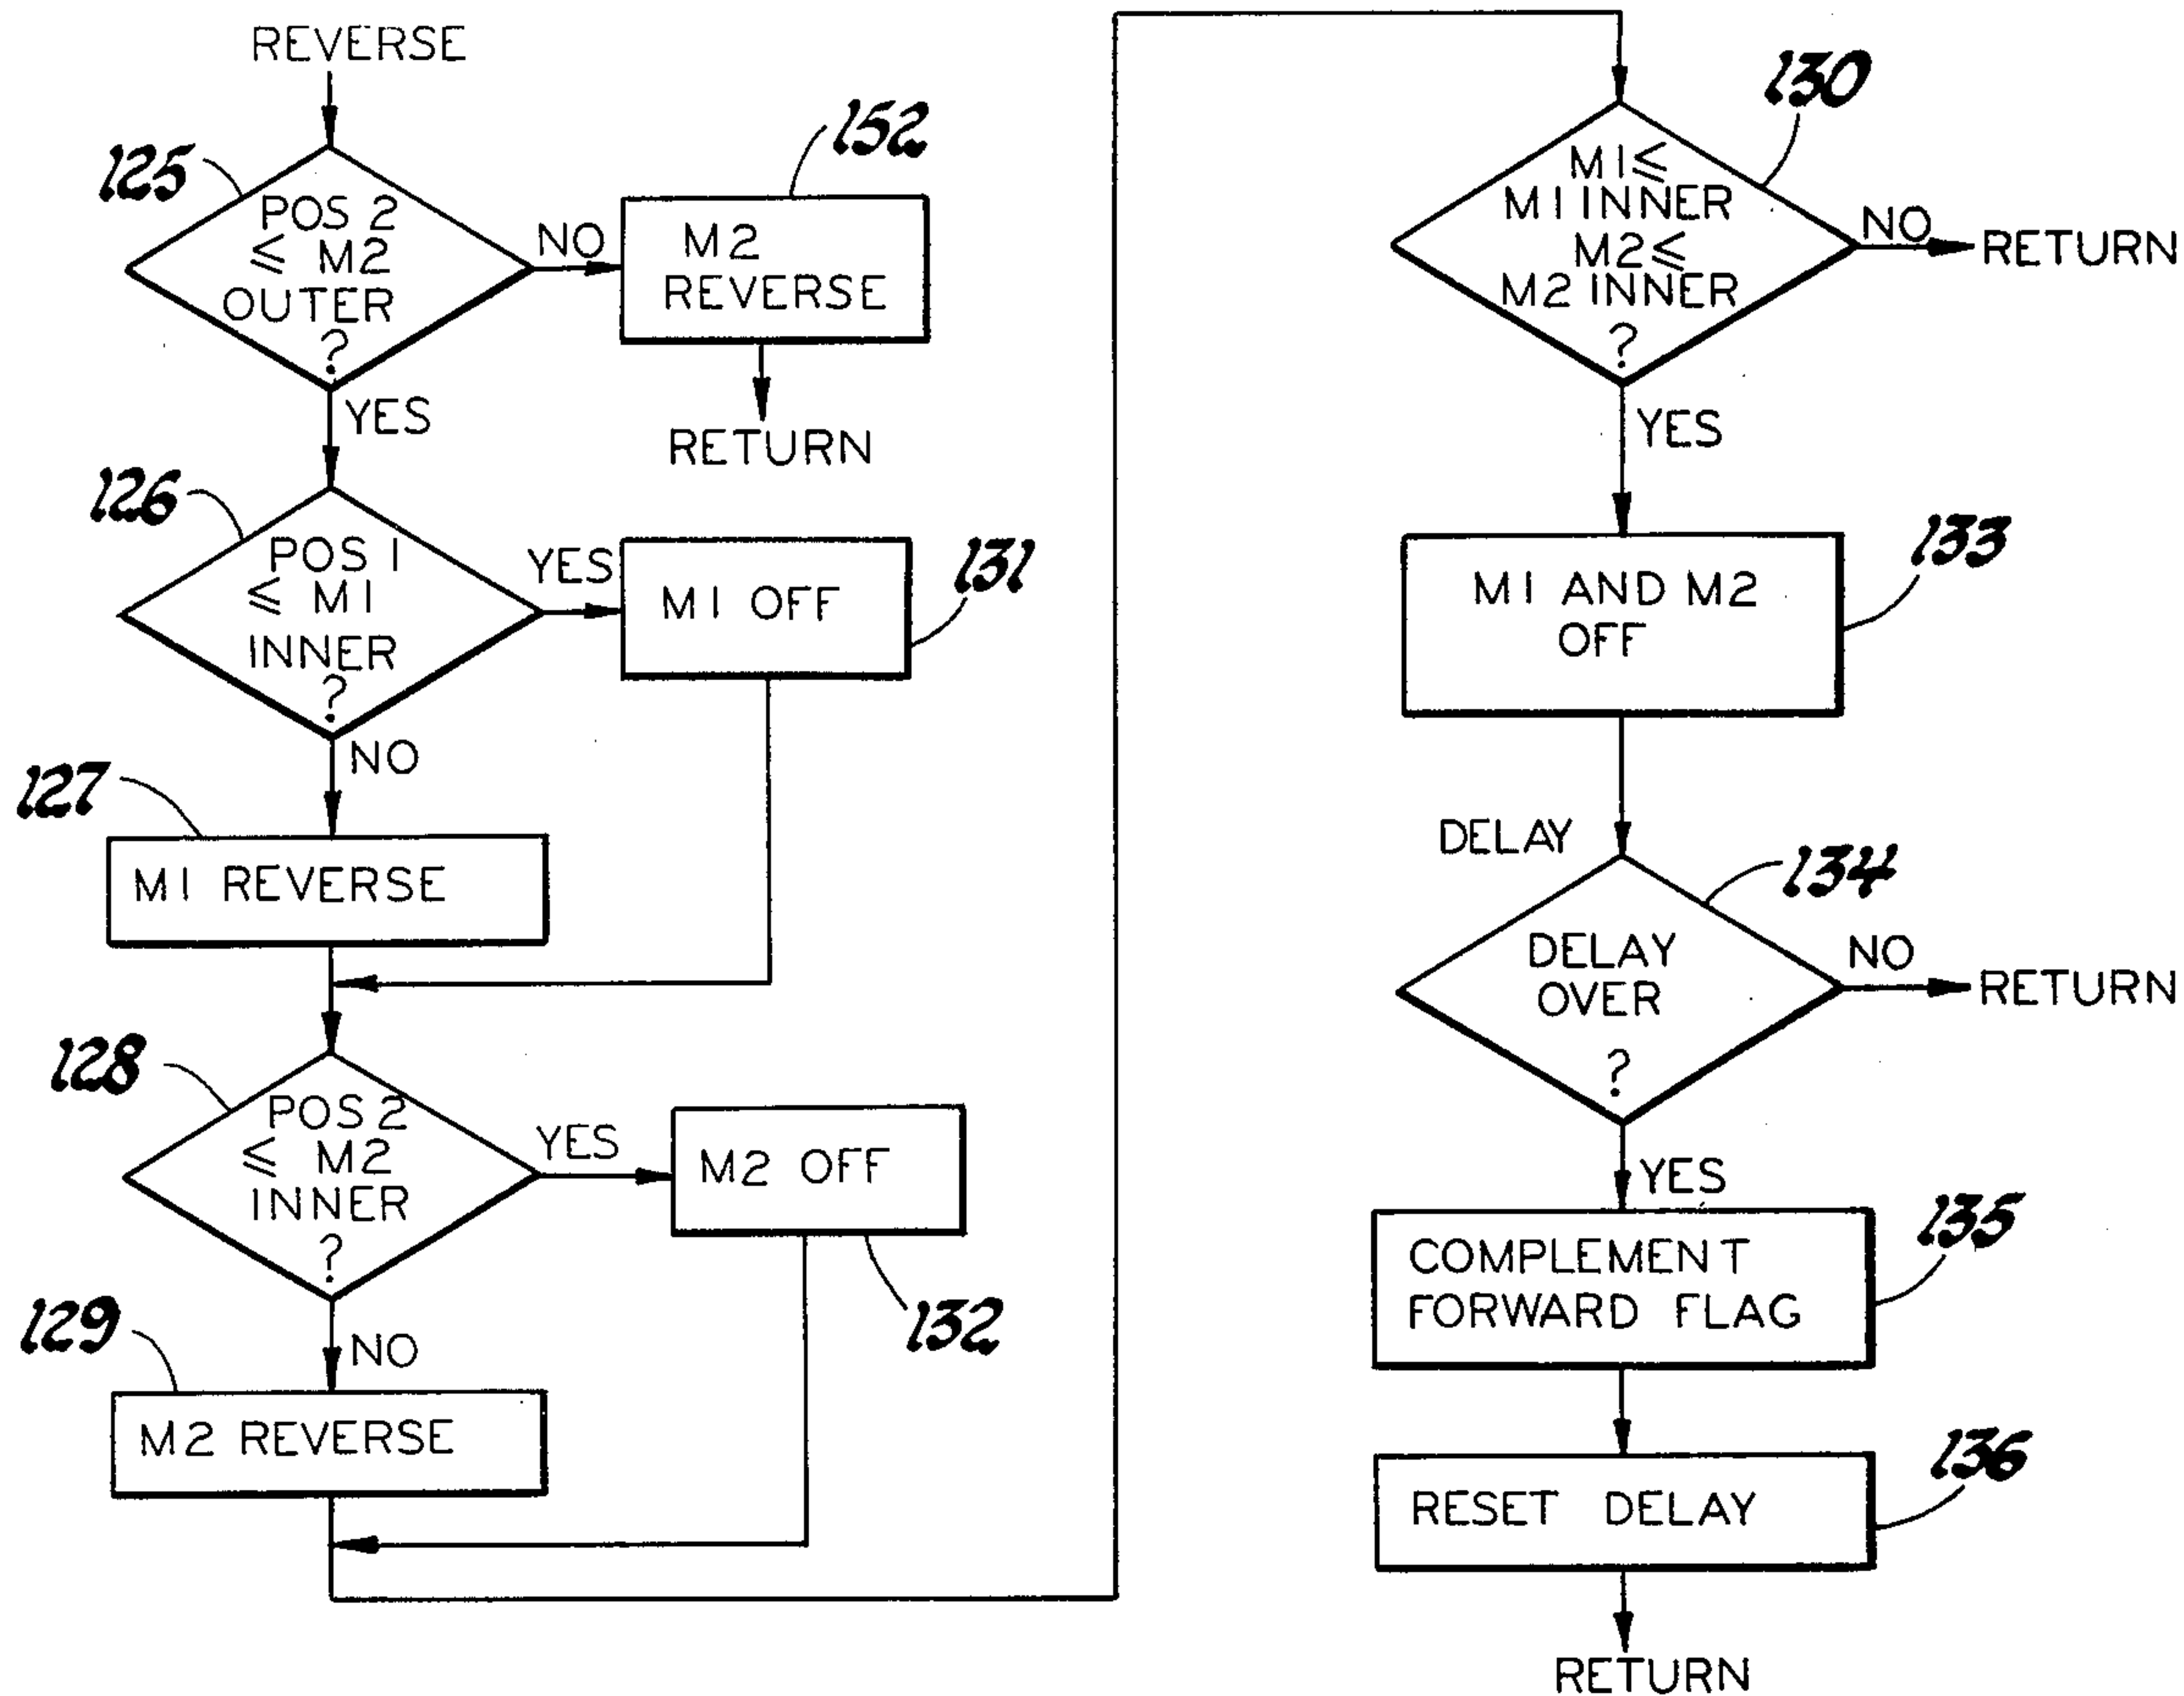 REVERSE
125
POS 2
≤ M2
OUTER
?
NO
152
M2
REVERSE
RETURN
YES
126
POS 1
≤ M1
INNER
?
YES
131
M1 OFF
NO
127
M1 REVERSE
128
POS 2
≤ M2
INNER
?
YES
M2 OFF
132
NO
129
M2 REVERSE
130
M1≤
M1 INNER
M2≤
M2 INNER
?
NO
RETURN
YES
133
M1 AND M2
OFF
DELAY
134
DELAY
OVER
?
NO
RETURN
YES
135
COMPLEMENT
FORWARD FLAG
136
RESET DELAY
RETURN